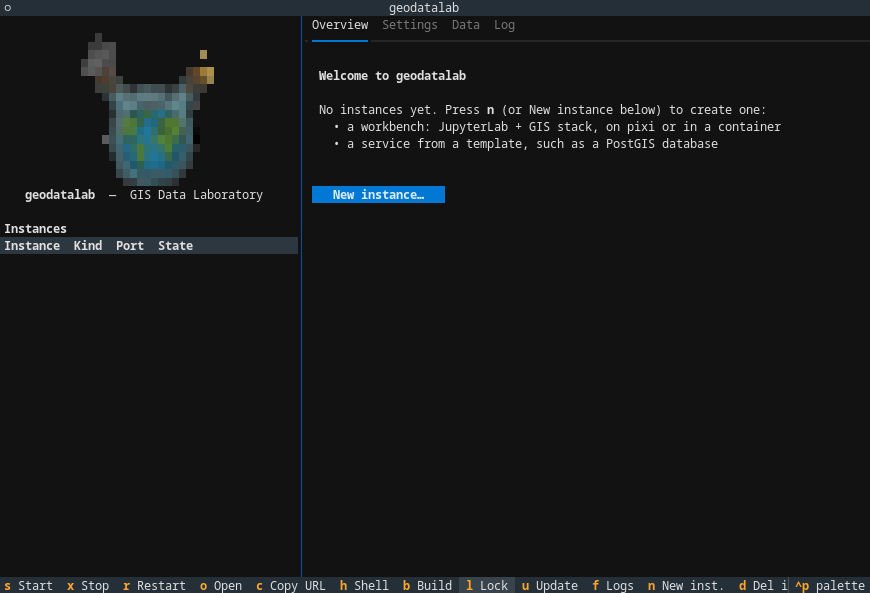 geodatalab
Overview Settings Data Log
Welcome to geodatalab
No instances yet. Press n (or New instance below) to create one:
• a workbench: JupyterLab + GIS stack, on pixi or in a container
• a service from a template, such as a PostGIS database
New instance…
geodatalab — GIS Data Laboratory
Instances
Instance Kind Port State
s Start x Stop r Restart o Open c Copy URL h Shell b Build l Lock u Update f Logs n New inst. d Del i ^p palette